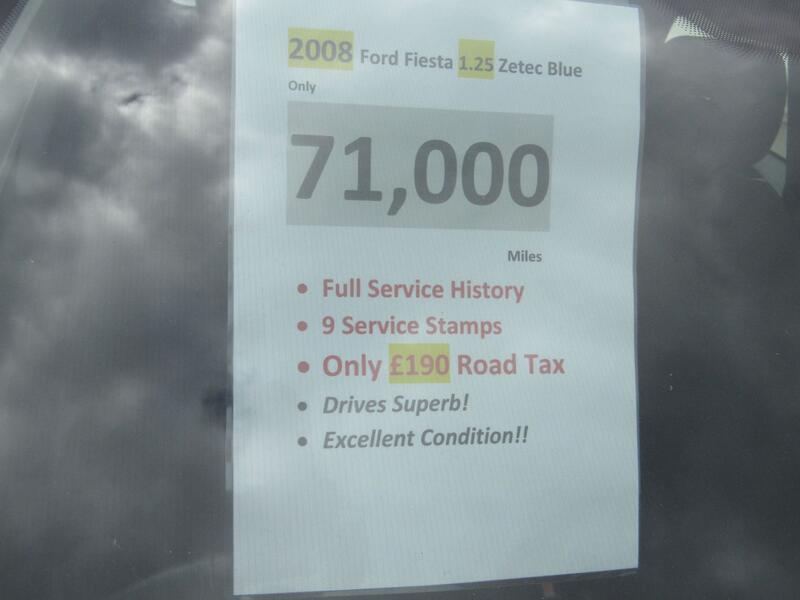 2008 Ford Fiesta 1.25 Zetec Blue
Only
71,000
Miles
• Full Service History
• 9 Service Stamps
• Only £190 Road Tax
• Drives Superb!
• Excellent Condition!!